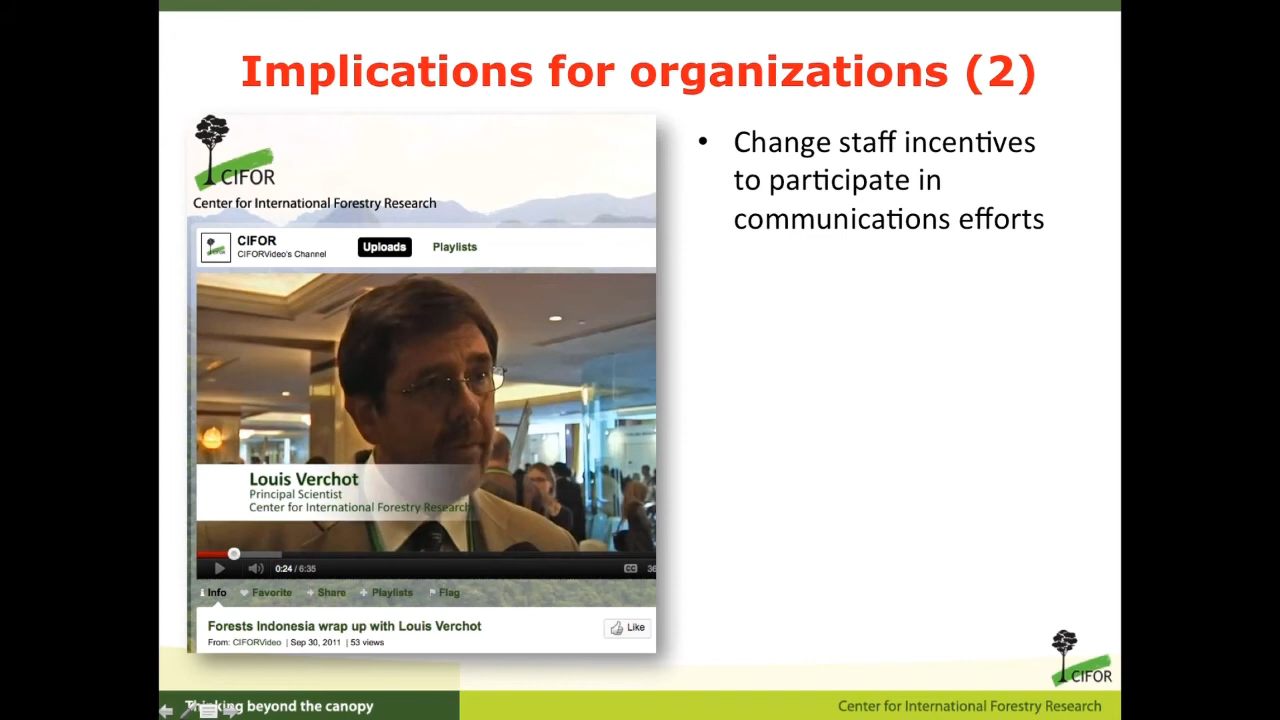 Implications for organizations (2)
CIFOR
Center for International Forestry Research
CIFOR
CIFORVideo's Channel
Uploads
Playlists
Louis Verchot
Principal Scientist
Center for International Forestry Research
0:24 / 6:35
CC
36
Info
Favorite
Share
Playlists
Flag
Forests Indonesia wrap up with Louis Verchot
Like
From: CIFORVideo | Sep 30, 2011 | 53 views
• Change staff incentives
to participate in
communications efforts
CIFOR
Thinking beyond the canopy
Center for International Forestry Research